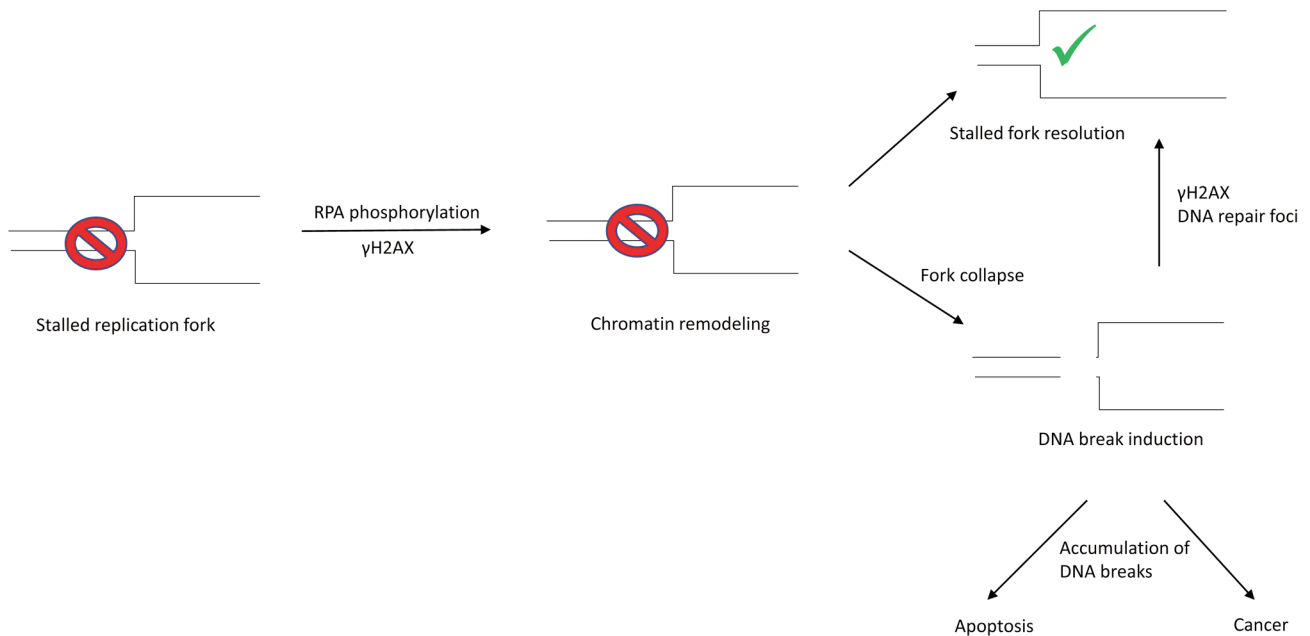 Stalled replication fork
RPA phosphorylation
γH2AX
Chromatin remodeling
Stalled fork resolution
γH2AX
DNA repair foci
Fork collapse
DNA break induction
Accumulation of
DNA breaks
Apoptosis
Cancer